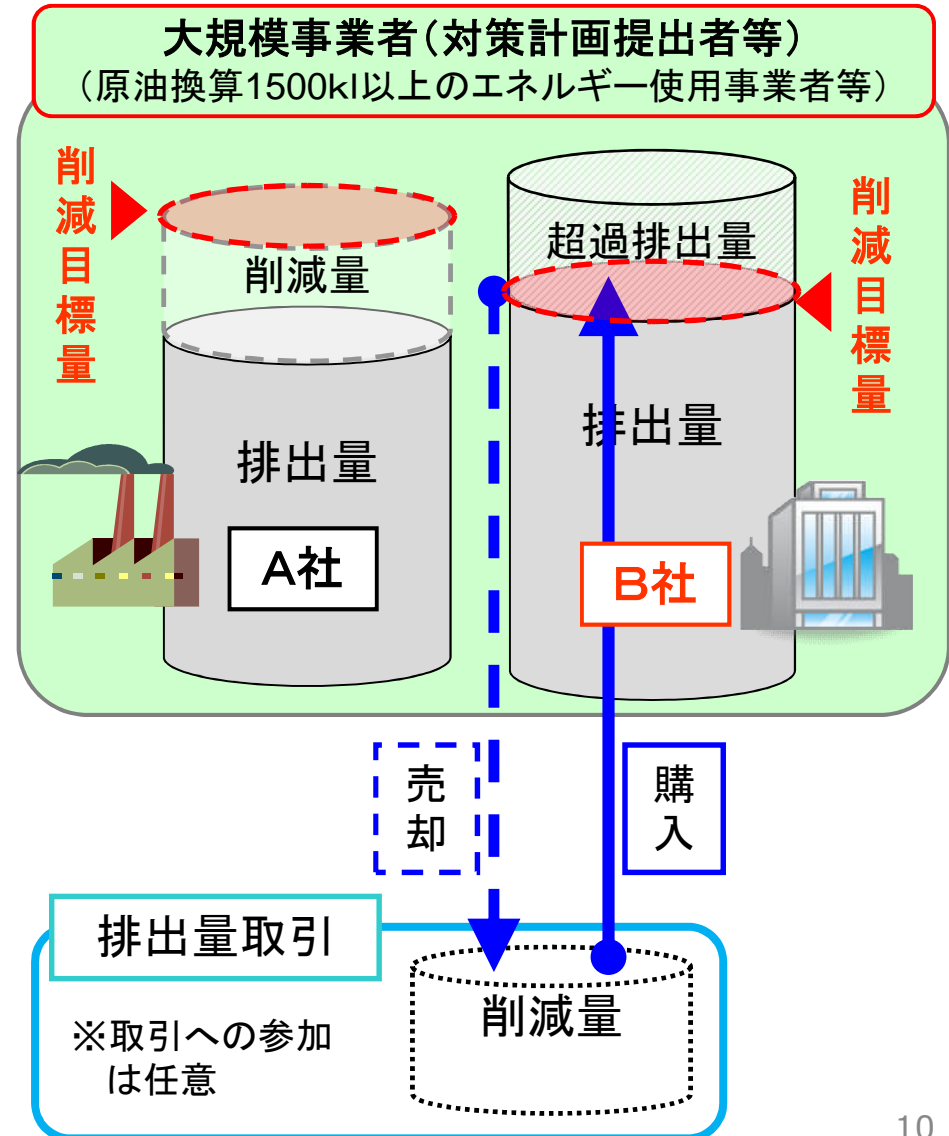 大規模事業者(対策計画提出者等)
(原油換算1500kl以上のエネルギー使用事業者等)
削減目標量
削減量
排出量
A社
超過排出量
排出量
B社
削減目標量
売却
購入
排出量取引
※取引への参加
は任意
削減量
10